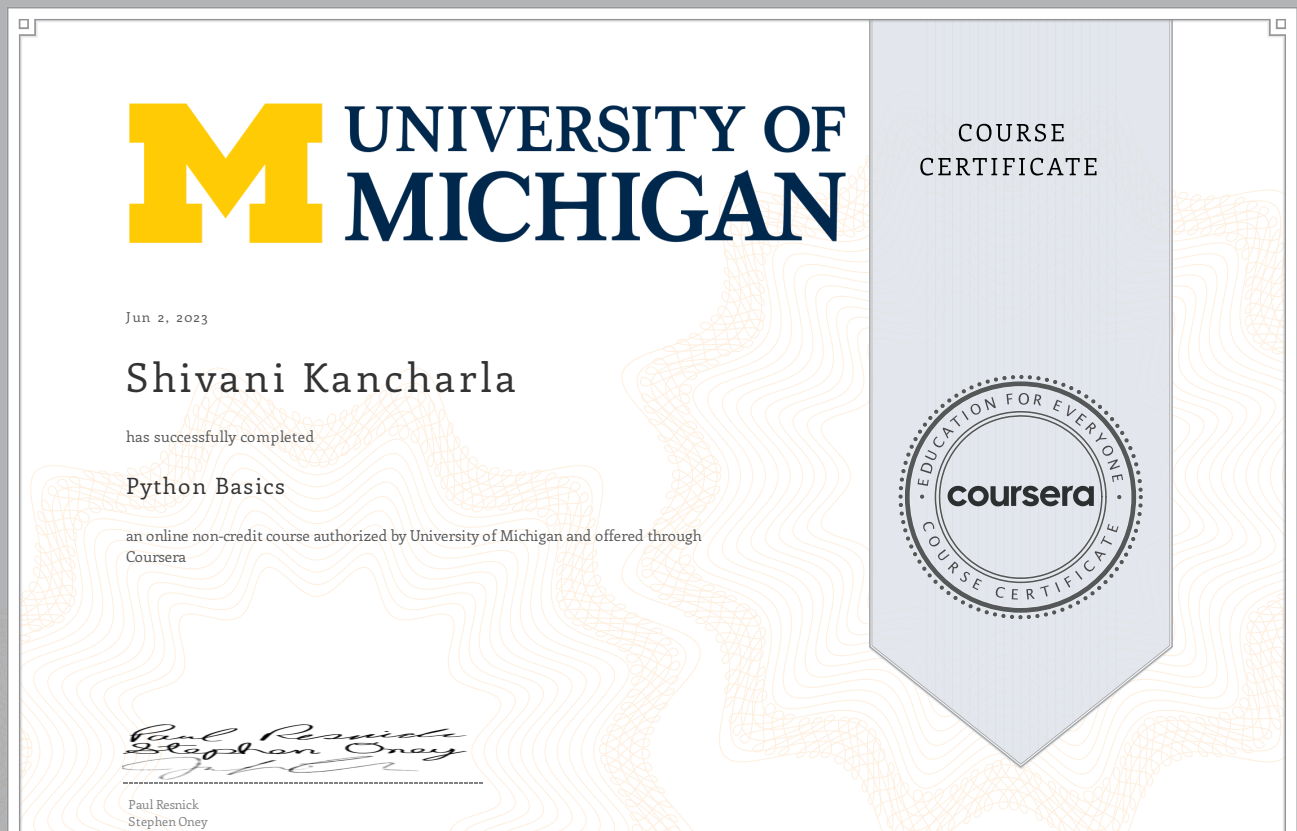 UNIVERSITY OF
MICHIGAN
COURSE
CERTIFICATE
Jun 2, 2023
Shivani Kancharla
has successfully completed
Python Basics
an online non-credit course authorized by University of Michigan and offered through
Coursera
EDUCATION FOR EVERYONE
coursera
COURSE CERTIFICATE
Paul Resnick
Stephen Oney
Paul Resnick
Stephen Oney